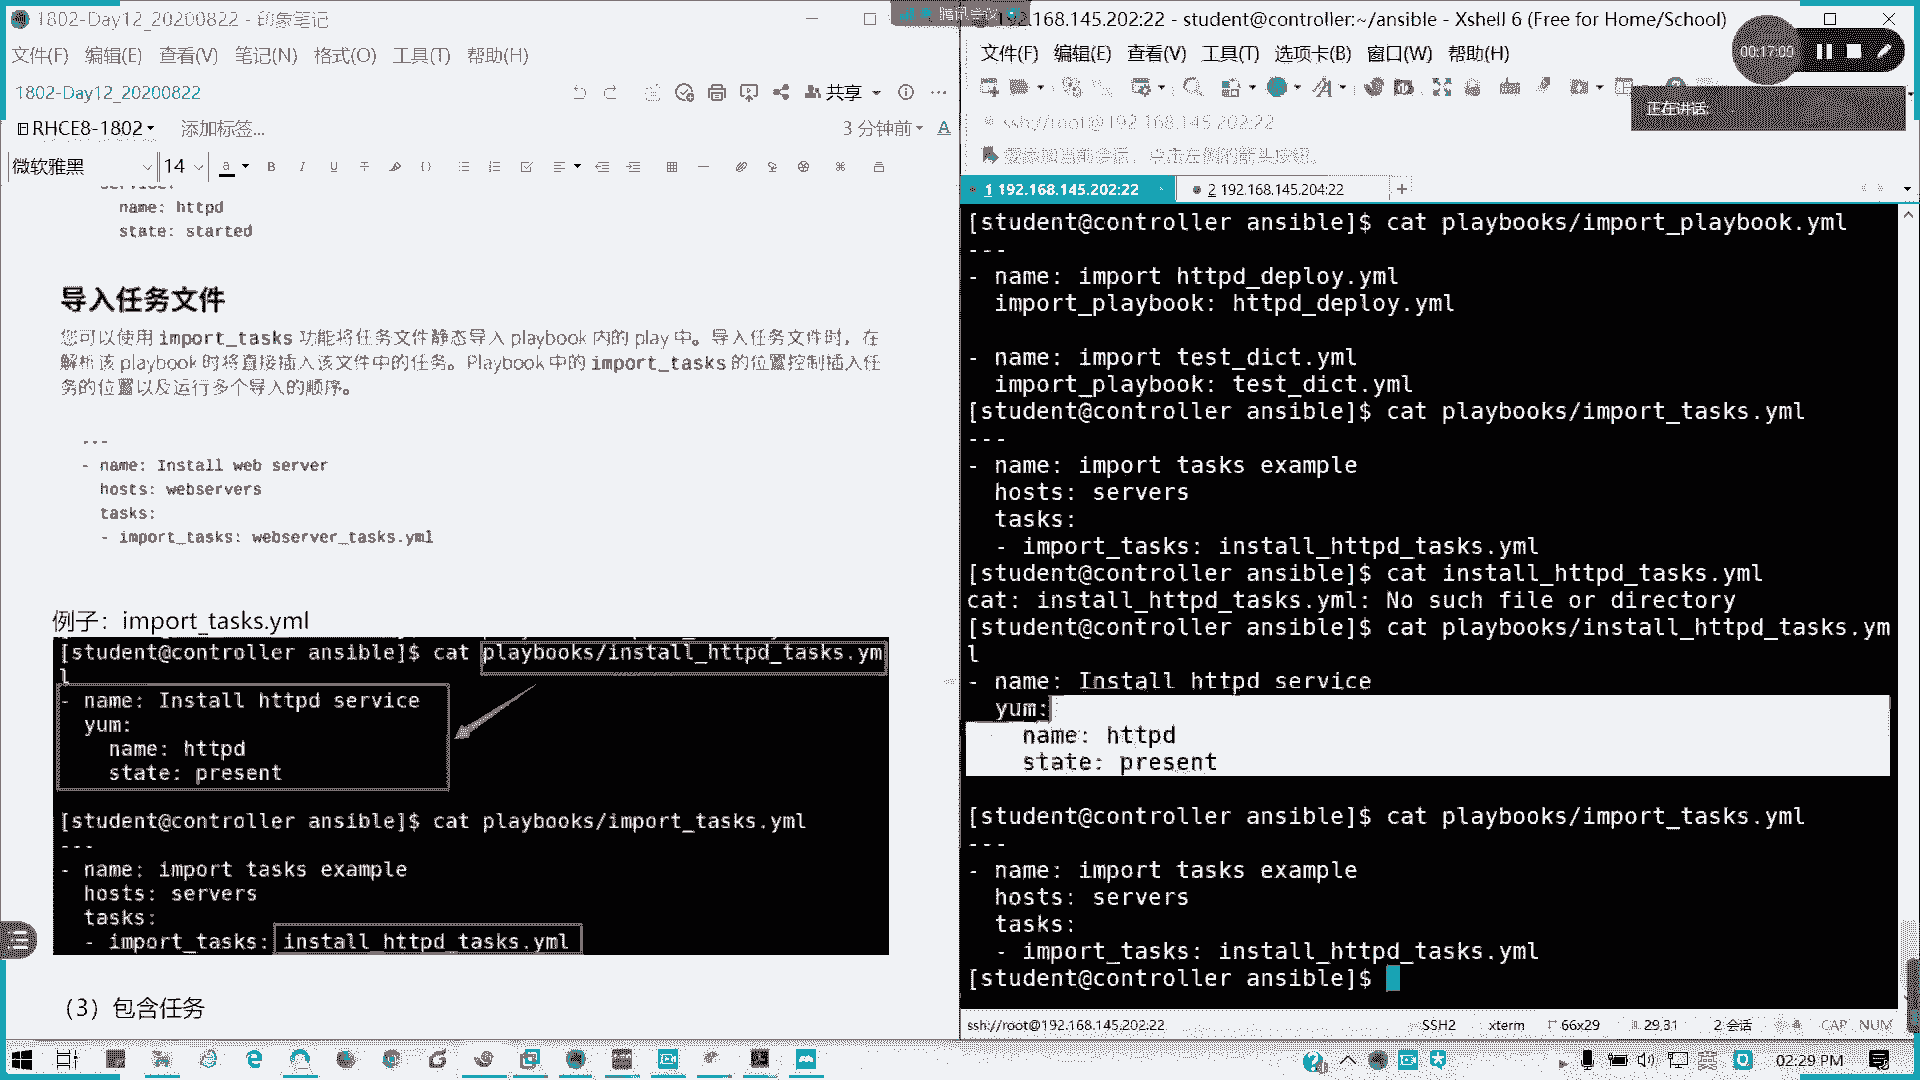 1802-Day12_20200822 - 印象笔记
文件(F) 编辑(E) 查看(V) 笔记(N) 格式(O) 工具(T) 帮助(H)
1802-Day12_20200822
共享
RHCE8-1802
添加标签...
3 分钟前
微软雅黑
14
name: httpd
state: started
导入任务文件
您可以使用 import_tasks 功能将任务文件静态导入 playbook 内的 play 中。导入任务文件时，在
解析该 playbook 时将直接插入该文件中的任务。Playbook 中的 import_tasks 的位置控制插入任
务的位置以及运行多个导入的顺序。
---
- name: Install web server
hosts: webservers
tasks:
- import_tasks: webserver_tasks.yml
例子：import_tasks.yml
[student@controller ansible]$ cat playbooks/install_httpd_tasks.ym
l
- name: Install httpd service
yum:
name: httpd
state: present
[student@controller ansible]$ cat playbooks/import_tasks.yml
---
- name: import tasks example
hosts: servers
tasks:
- import_tasks: install_httpd_tasks.yml
（3）包含任务
腾讯会议
192.168.145.202:22 - student@controller:~/ansible - Xshell 6 (Free for Home/School)
文件(F) 编辑(E) 查看(V) 工具(T) 选项卡(B) 窗口(W) 帮助(H)
00:17:00
正在讲话:
ssh://root@192.168.145.202:22
要添加当前会话，点击左侧的箭头按钮。
1 192.168.145.202:22
2 192.168.145.204:22
[student@controller ansible]$ cat playbooks/import_playbook.yml
---
- name: import httpd_deploy.yml
import_playbook: httpd_deploy.yml
- name: import test_dict.yml
import_playbook: test_dict.yml
[student@controller ansible]$ cat playbooks/import_tasks.yml
---
- name: import tasks example
hosts: servers
tasks:
- import_tasks: install_httpd_tasks.yml
[student@controller ansible]$ cat install_httpd_tasks.yml
cat: install_httpd_tasks.yml: No such file or directory
[student@controller ansible]$ cat playbooks/install_httpd_tasks.ym
l
- name: Install httpd service
yum:
name: httpd
state: present
[student@controller ansible]$ cat playbooks/import_tasks.yml
---
- name: import tasks example
hosts: servers
tasks:
- import_tasks: install_httpd_tasks.yml
[student@controller ansible]$
ssh://root@192.168.145.202:22
SSH2
xterm
66x29
29,31
2 会话
CAP NUM
英
02:29 PM